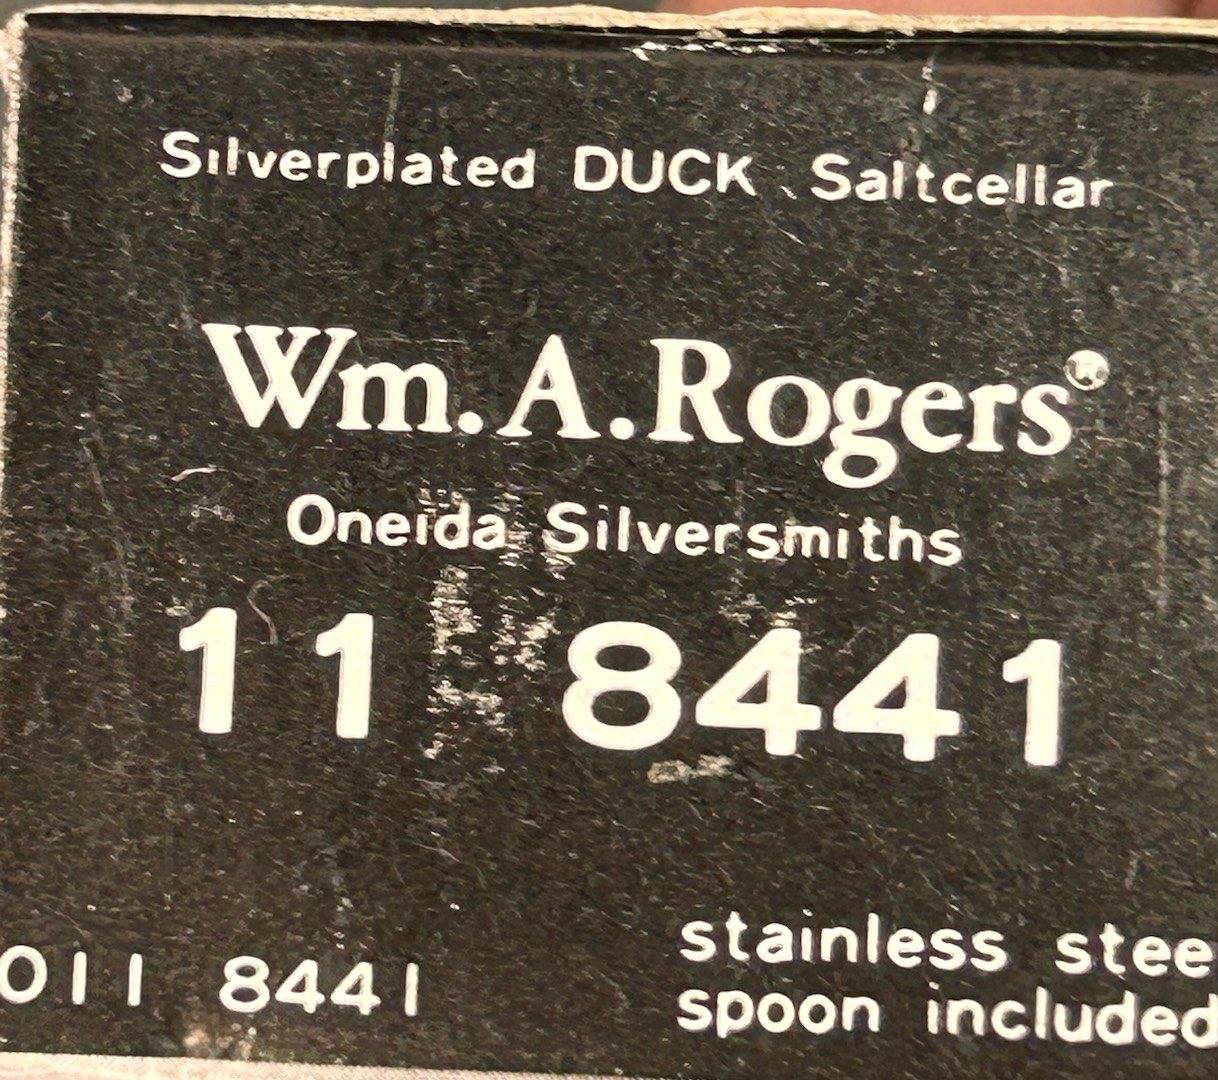 Silverplated DUCK Saltcellar
Wm. A. Rogers®
Oneida Silversmiths
11 8441
011 8441
stainless stee
spoon included